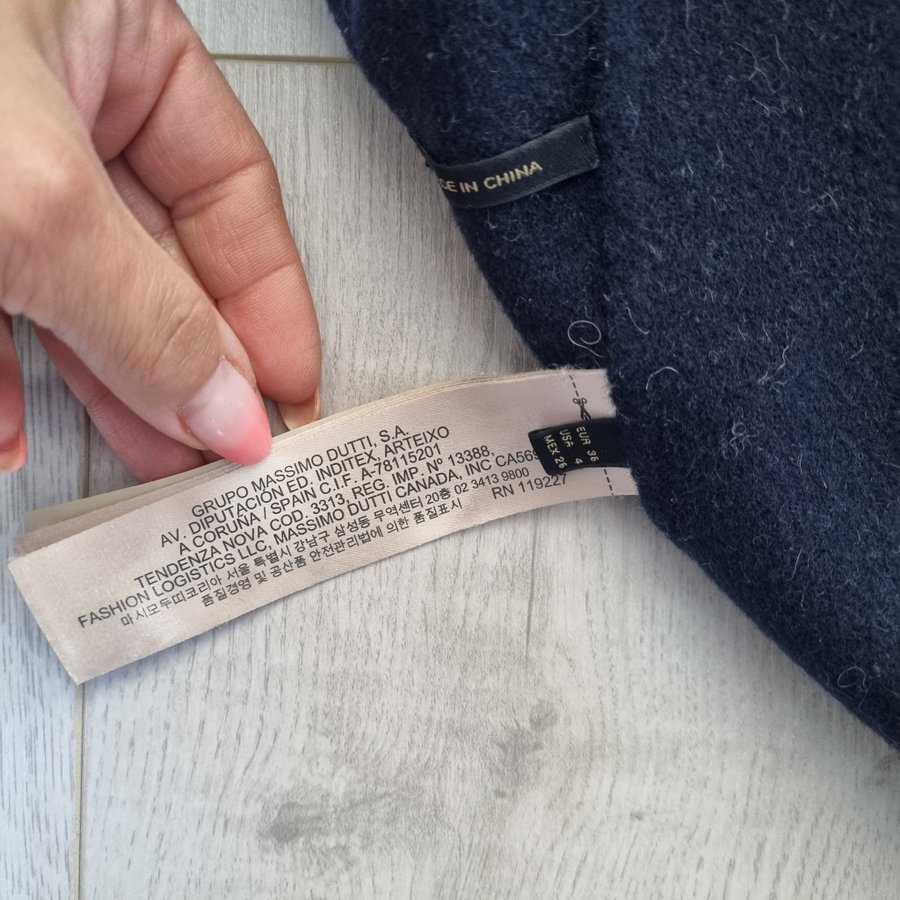 DE IN CHINA
EUR 36
USA 4
MEX 26
GRUPO MASSIMO DUTTI, S.A.
AV. DIPUTACIÓN ED. INDITEX, ARTEIXO
A CORUÑA / SPAIN C.I.F. A-78115201
TENDENZA NOVA COD. 3313, REG. IMP. Nº 13388,
FASHION LOGISTICS LLC, MASSIMO DUTTI CANADA, INC CA56
마시모두띠코리아 서울 특별시 강남구 삼성동 무역센터 20층 02 3413 9800
품질경영 및 공산품 안전관리법에 의한 품질표시 RN 119227